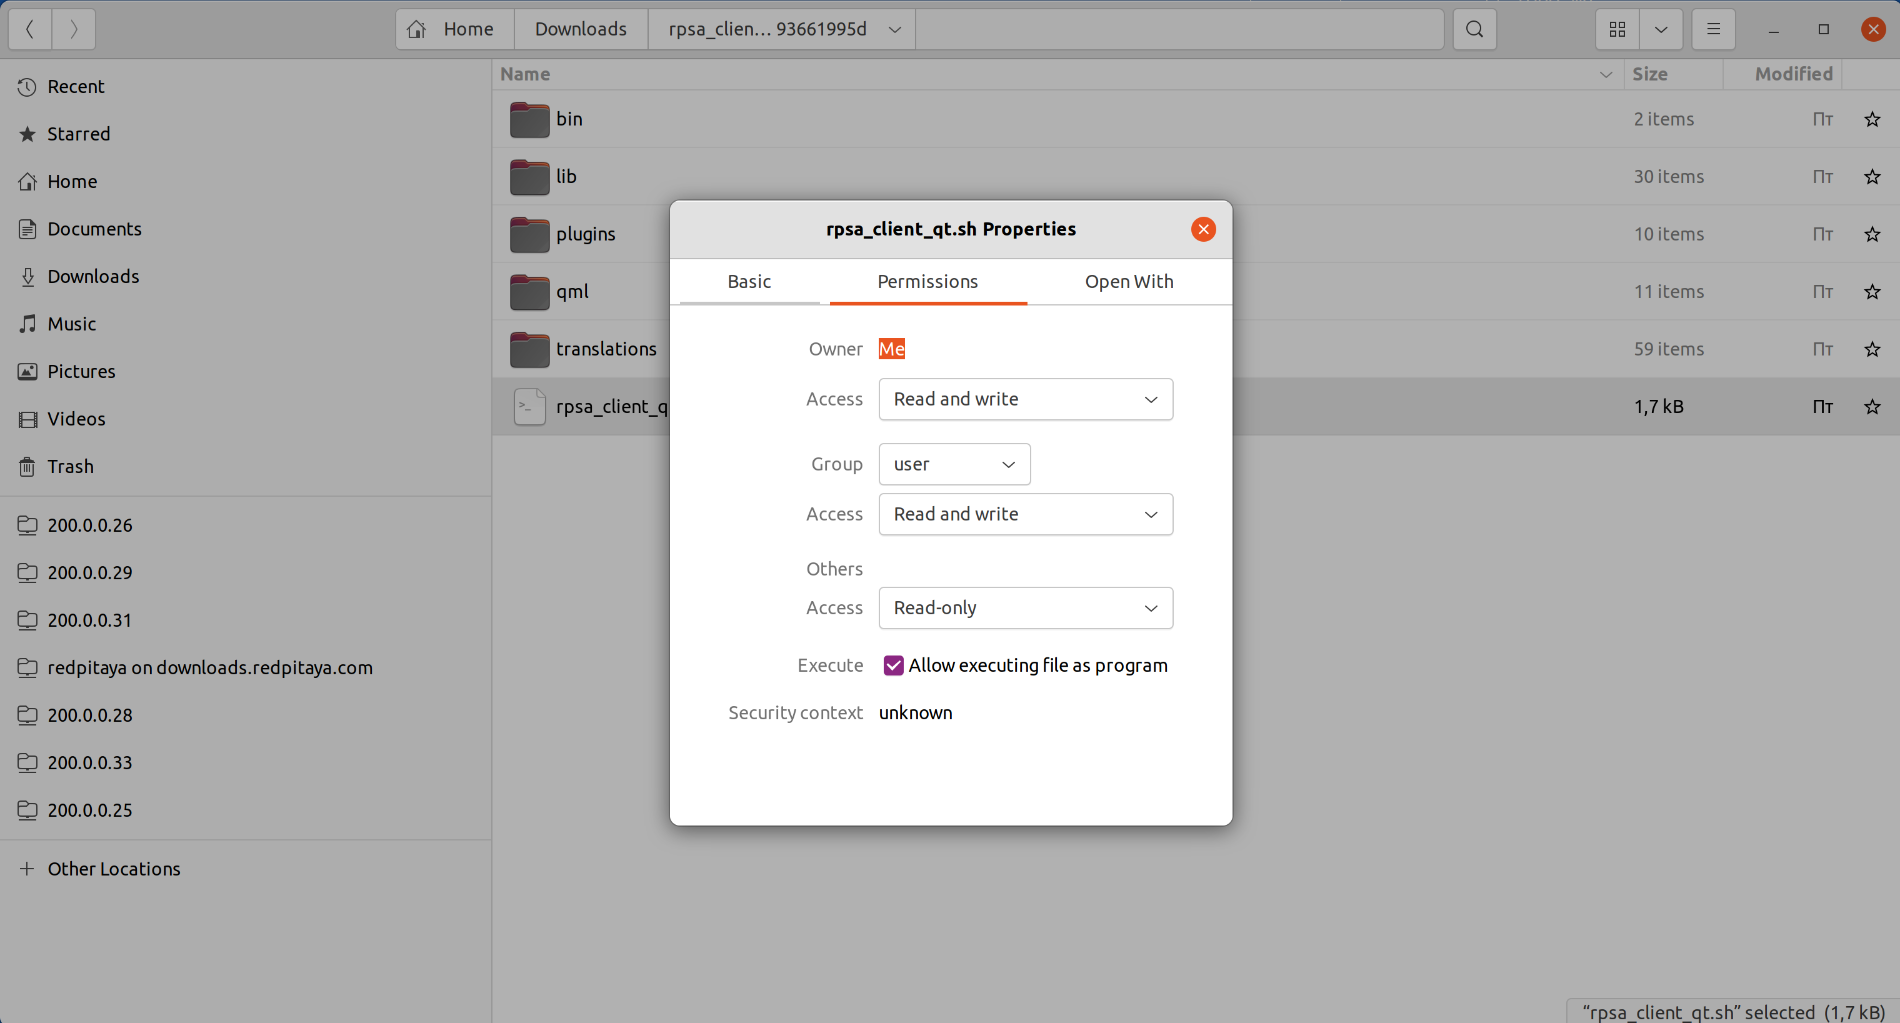 Home
Downloads
rpsa_clien… 93661995d
Recent
Starred
Home
Documents
Downloads
Music
Pictures
Videos
Trash
200.0.0.26
200.0.0.29
200.0.0.31
redpitaya on downloads.redpitaya.com
200.0.0.28
200.0.0.33
200.0.0.25
Other Locations
Name Size Modified
bin 2 items Пт
lib 30 items Пт
plugins 10 items Пт
qml 11 items Пт
translations 59 items Пт
rpsa_client_q 1,7 kB Пт
rpsa_client_qt.sh Properties
Basic Permissions Open With
Owner Me
Access Read and write
Group user
Access Read and write
Others
Access Read-only
Execute Allow executing file as program
Security context unknown
“rpsa_client_qt.sh” selected (1,7 kB)